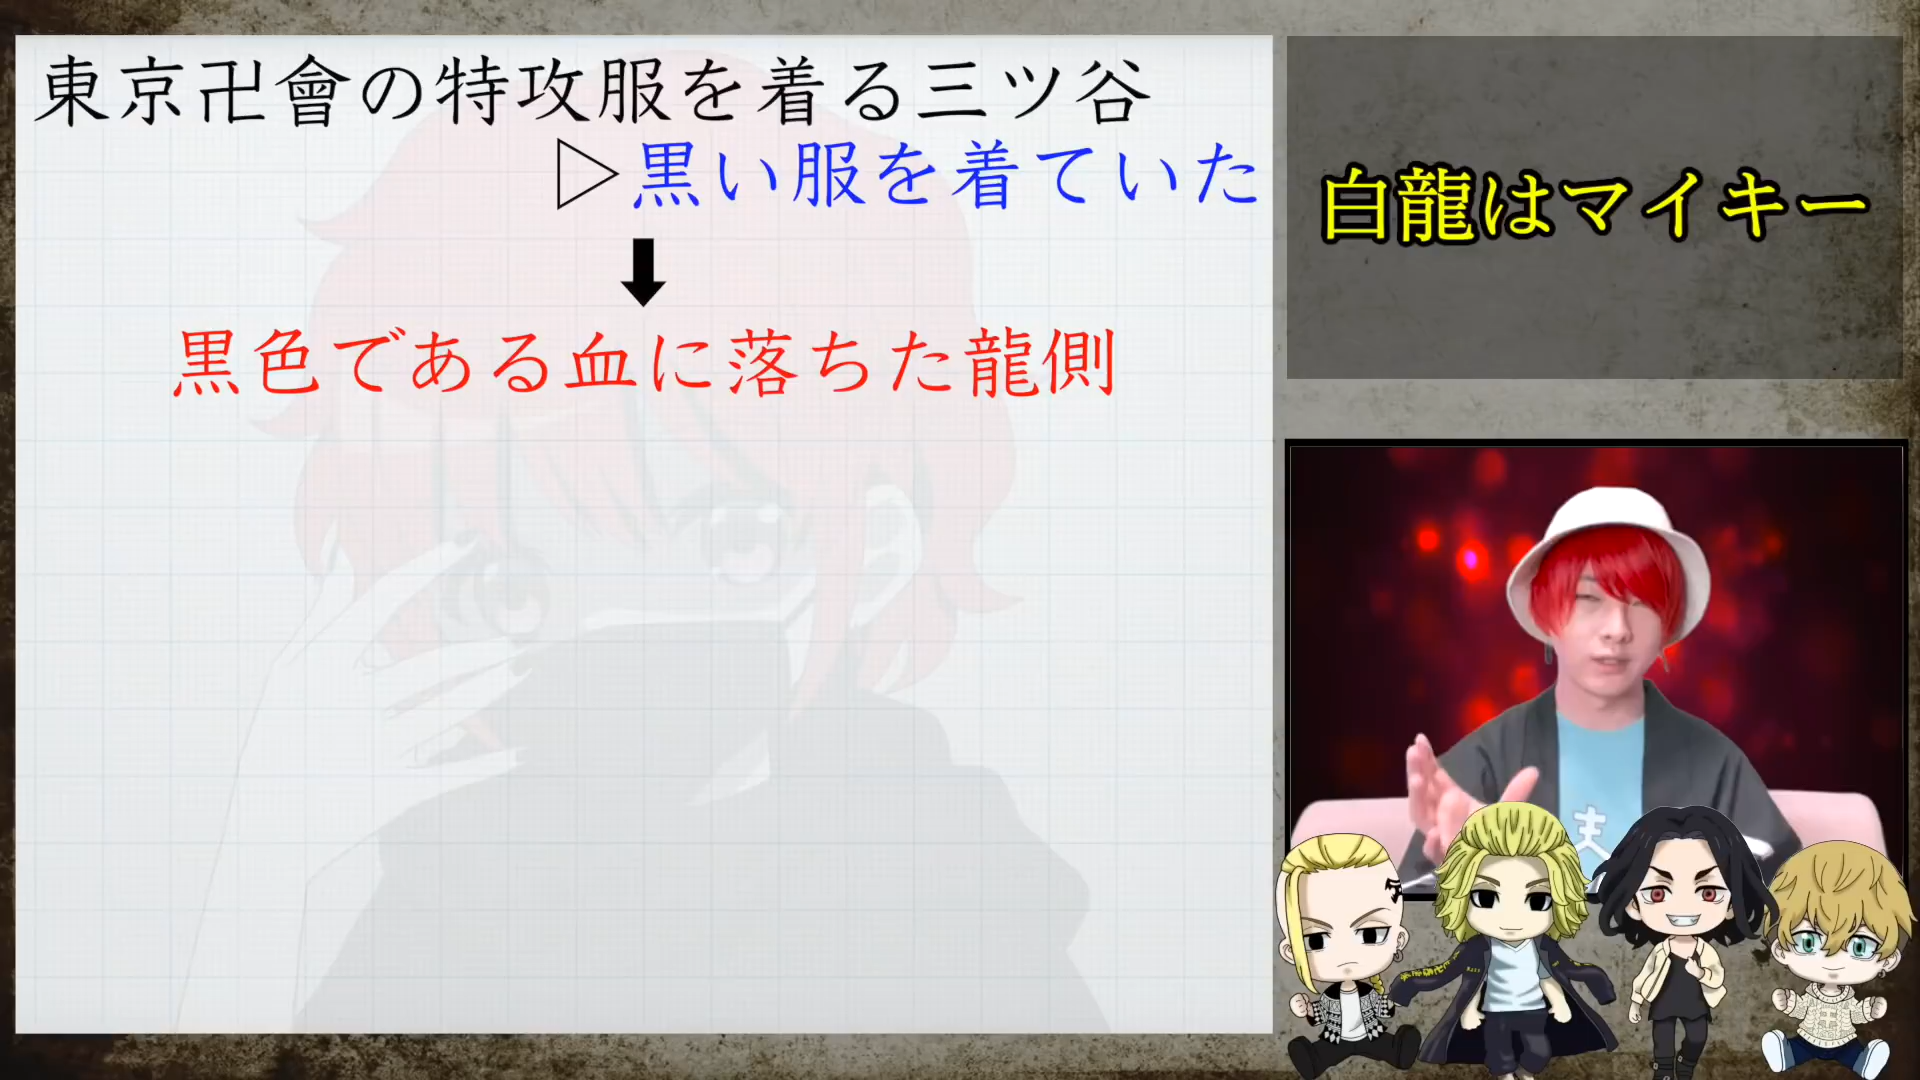 東京卍會の特攻服を着る三ツ谷
▷黒い服を着ていた
黒色である血に落ちた龍側
白龍はマイキー